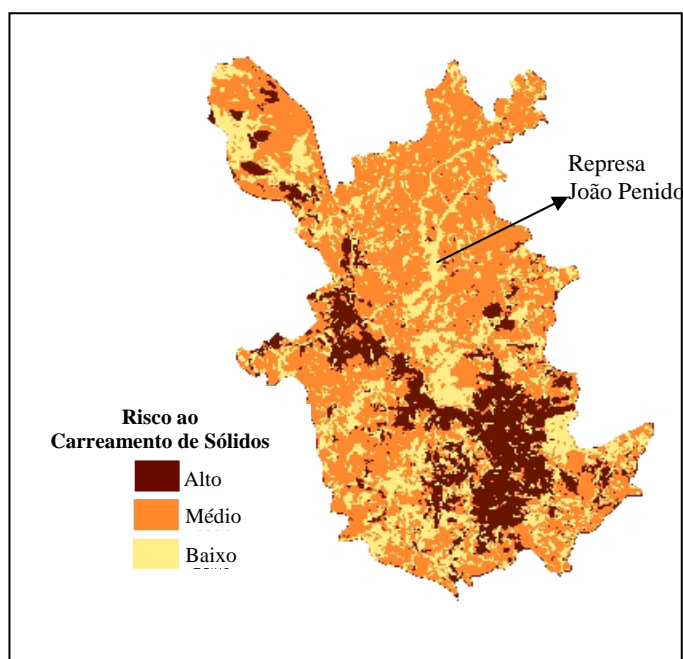 Represa
João Penido
Risco ao
Carreamento de Sólidos
Alto
Médio
Baixo